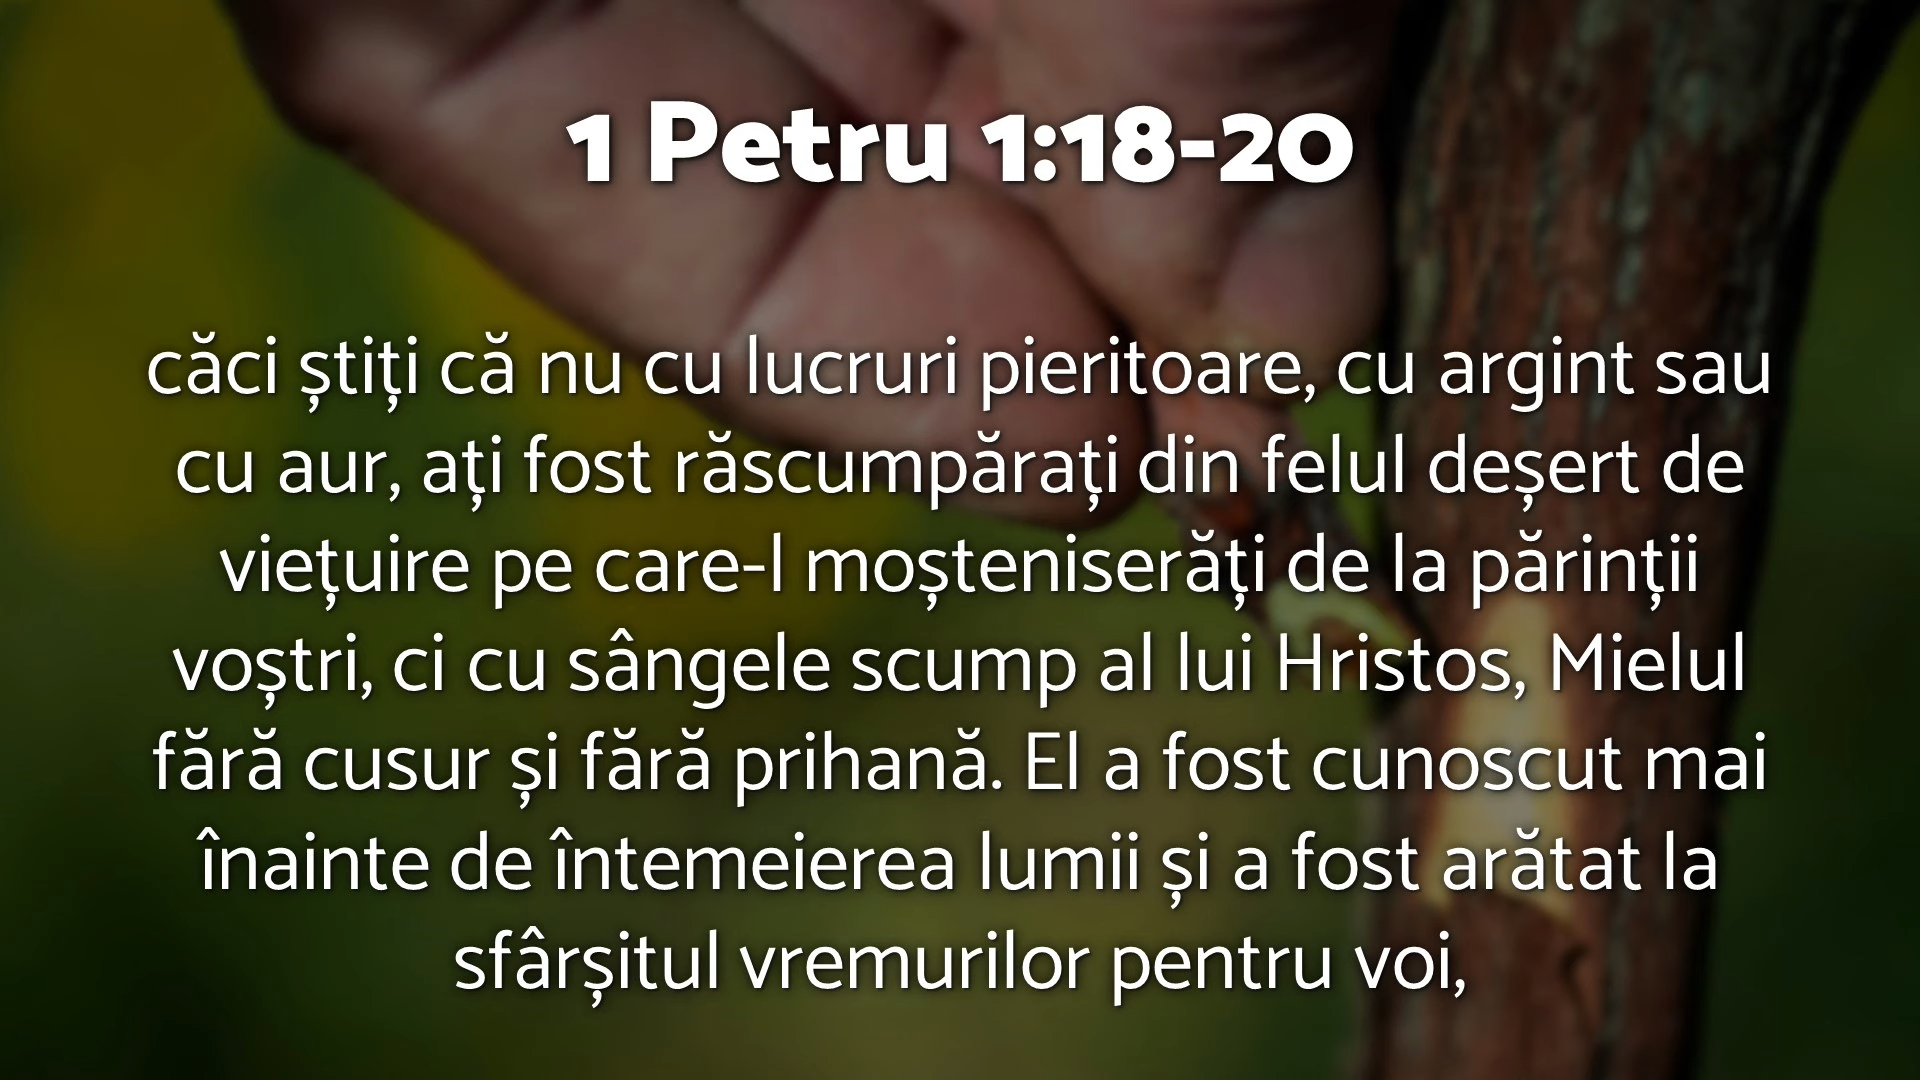 1 Petru 1:18-20
căci știți că nu cu lucruri pieritoare, cu argint sau
cu aur, ați fost răscumpărați din felul deșert de
viețuire pe care-l moșteniserăți de la părinții
voștri, ci cu sângele scump al lui Hristos, Mielul
fără cusur și fără prihană. El a fost cunoscut mai
înainte de întemeierea lumii și a fost arătat la
sfârșitul vremurilor pentru voi,